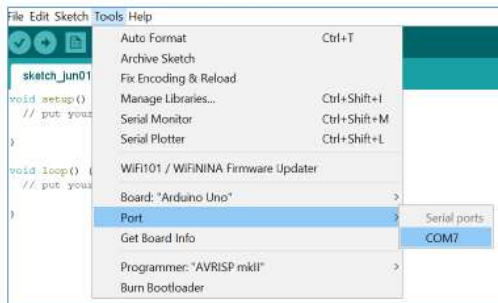 File Edit Sketch Tools Help
Auto Format Ctrl+T
Archive Sketch
sketch_jun01
Fix Encoding & Reload
void setup()
Manage Libraries... Ctrl+Shift+I
// put your
Serial Monitor Ctrl+Shift+M
}
Serial Plotter Ctrl+Shift+L
void loop() {
WiFi101 / WiFiNINA Firmware Updater
// put your
Board: "Arduino Uno"
}
Port
Serial ports
Get Board Info
COM7
Programmer: "AVRISP mkII"
Burn Bootloader